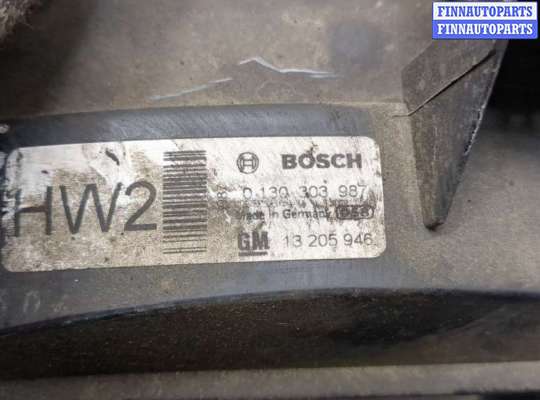 FINNAUTOPARTS
FINNAUTOPARTS
BOSCH
HW2
0 130 303 987
Made in Germany
GM 13 205 946